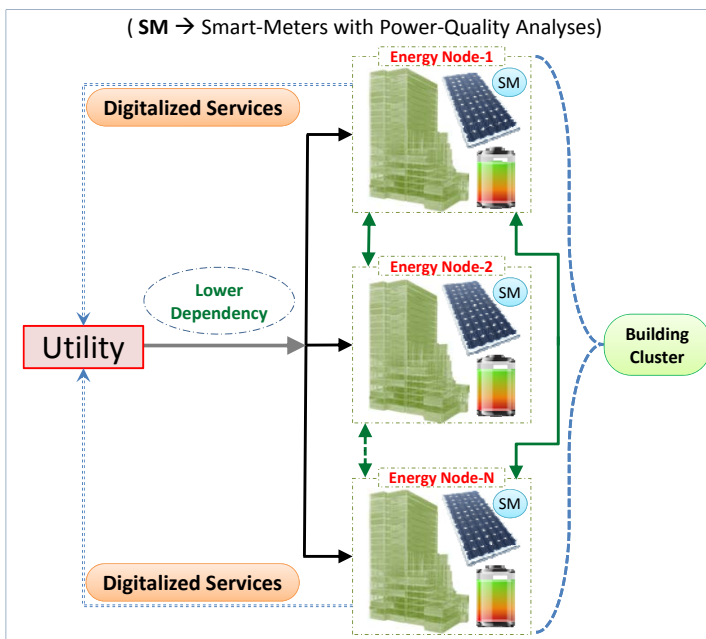 ( SM → Smart-Meters with Power-Quality Analyses)
Energy Node-1
SM
Digitalized Services
Energy Node-2
SM
Lower
Dependency
Utility
Building
Cluster
Energy Node-N
SM
Digitalized Services